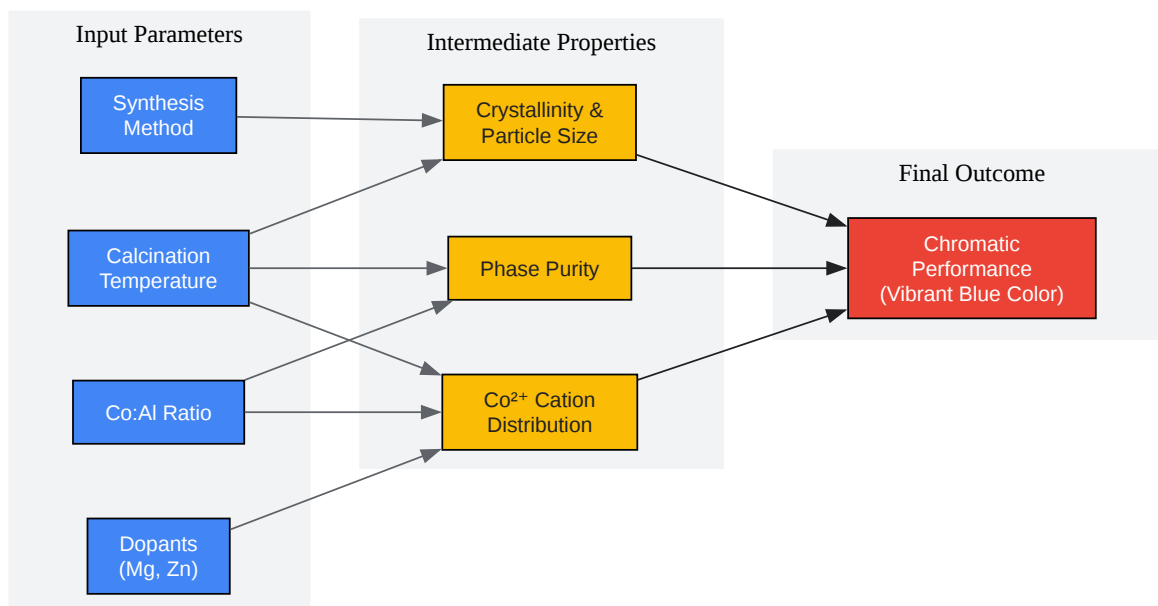 Input Parameters
Synthesis
Method
Calcination
Temperature
Co:Al Ratio
Dopants
(Mg, Zn)
Intermediate Properties
Crystallinity &
Particle Size
Phase Purity
Co²⁺ Cation
Distribution
Final Outcome
Chromatic
Performance
(Vibrant Blue Color)